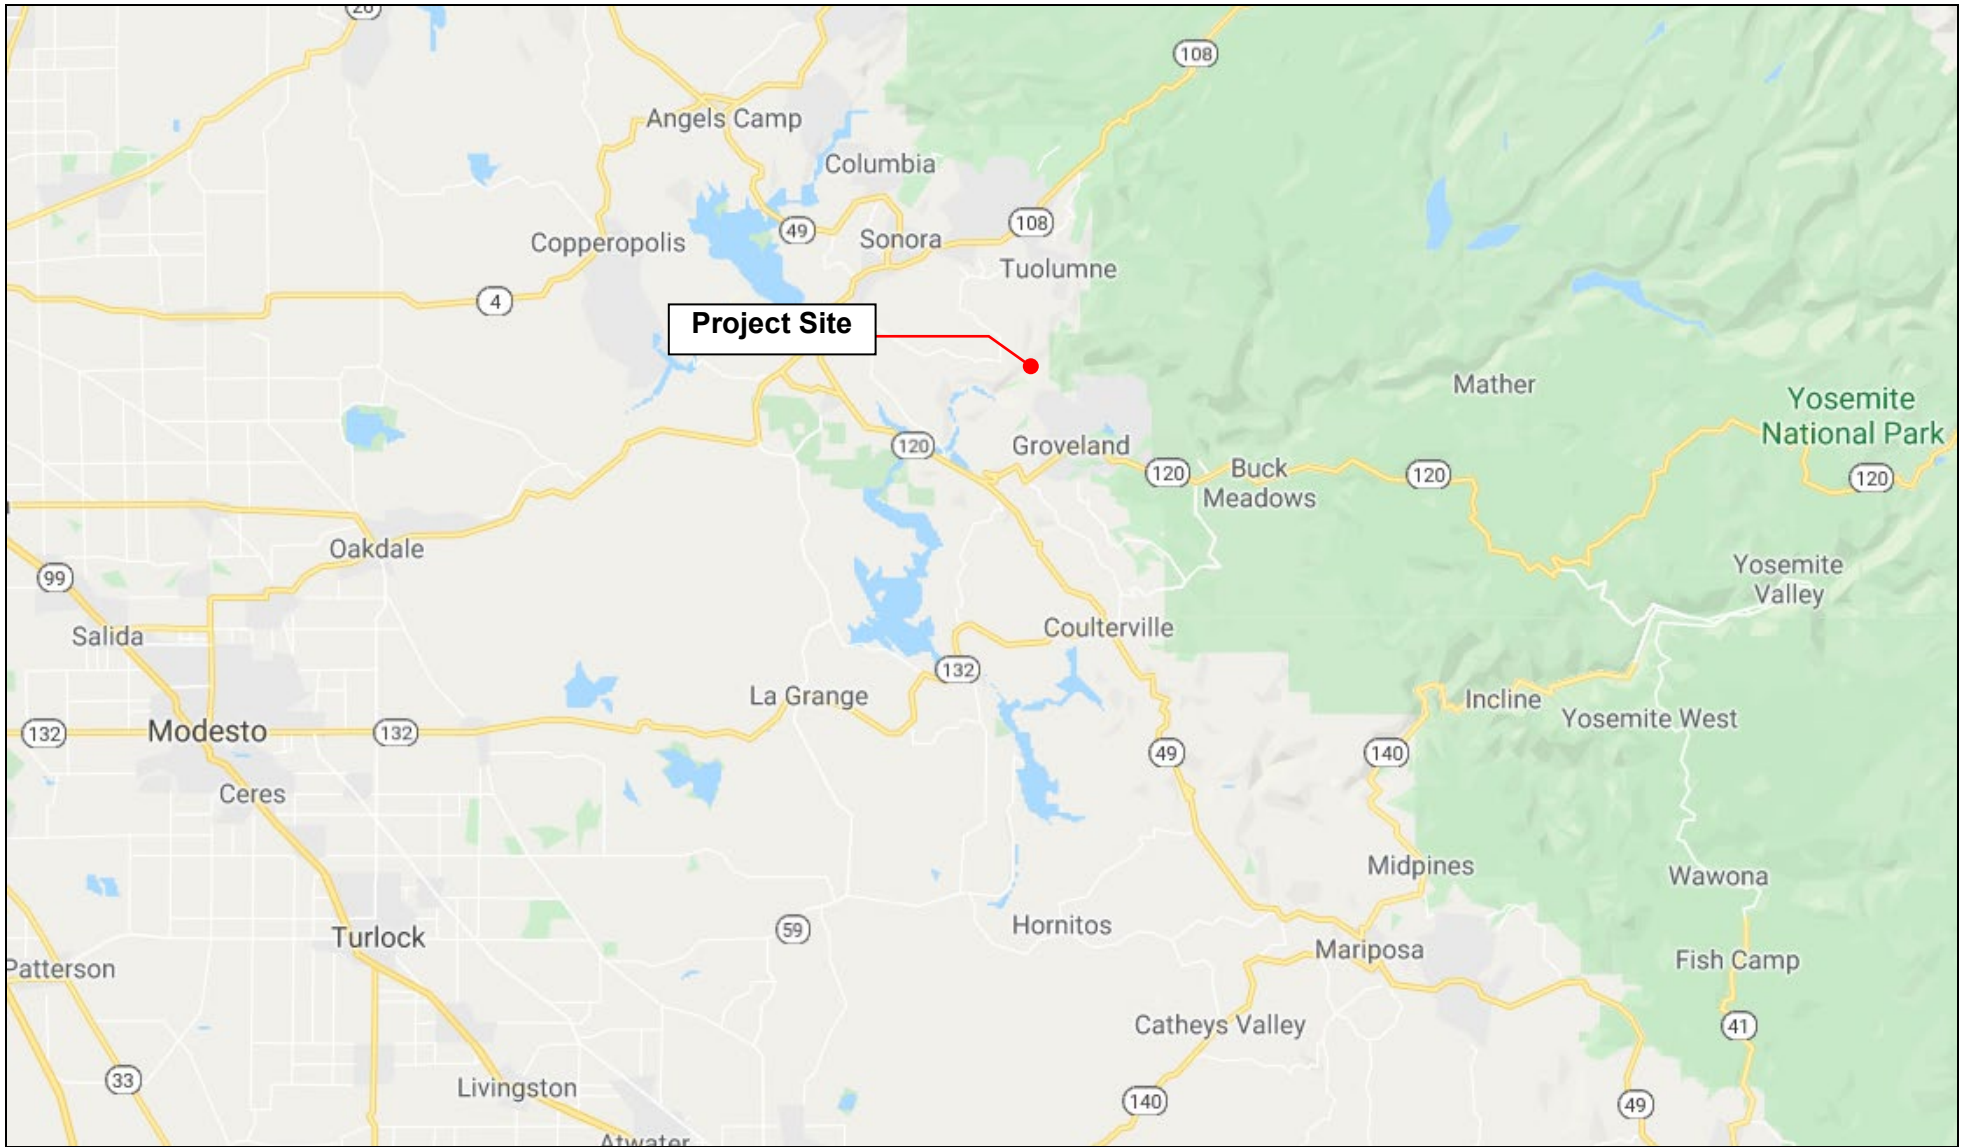 26
108
Angels Camp
Columbia
49
108
Copperopolis
Sonora
Tuolumne
4
Project Site
Mather
Yosemite
National Park
120
Groveland
120
Buck
Meadows
120
120
Oakdale
99
Yosemite
Valley
Salida
Coulterville
132
La Grange
Incline
Yosemite West
132
Modesto
132
49
140
Ceres
Midpines
Wawona
59
Hornitos
Turlock
Mariposa
Patterson
Fish Camp
Catheys Valley
41
33
Livingston
140
49
Atwater